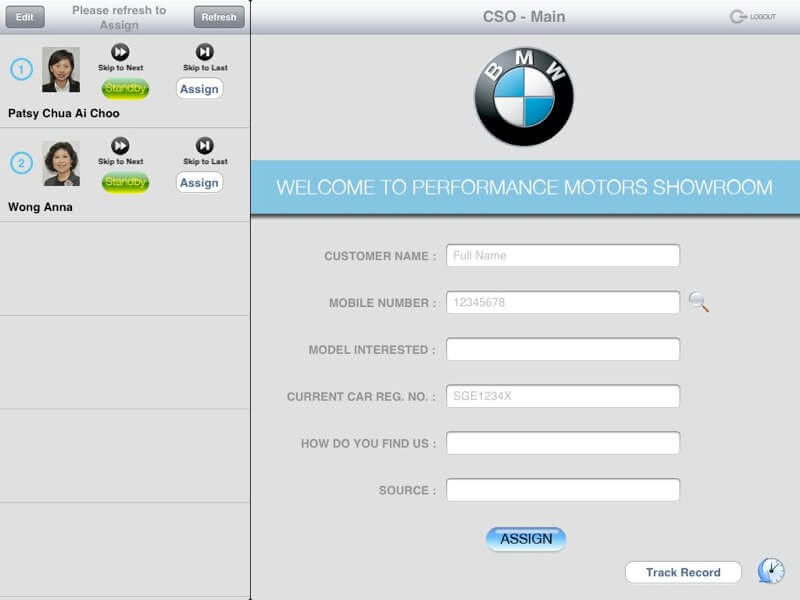 Edit
Please refresh to
Assign
Refresh
1
Skip to Next
Skip to Last
Standby
Assign
Patsy Chua Ai Choo
2
Skip to Next
Skip to Last
Standby
Assign
Wong Anna
CSO - Main
LOGOUT
BMW
WELCOME TO PERFORMANCE MOTORS SHOWROOM
CUSTOMER NAME : Full Name
MOBILE NUMBER : 12345678
MODEL INTERESTED :
CURRENT CAR REG. NO. : SGE1234X
HOW DO YOU FIND US :
SOURCE :
ASSIGN
Track Record